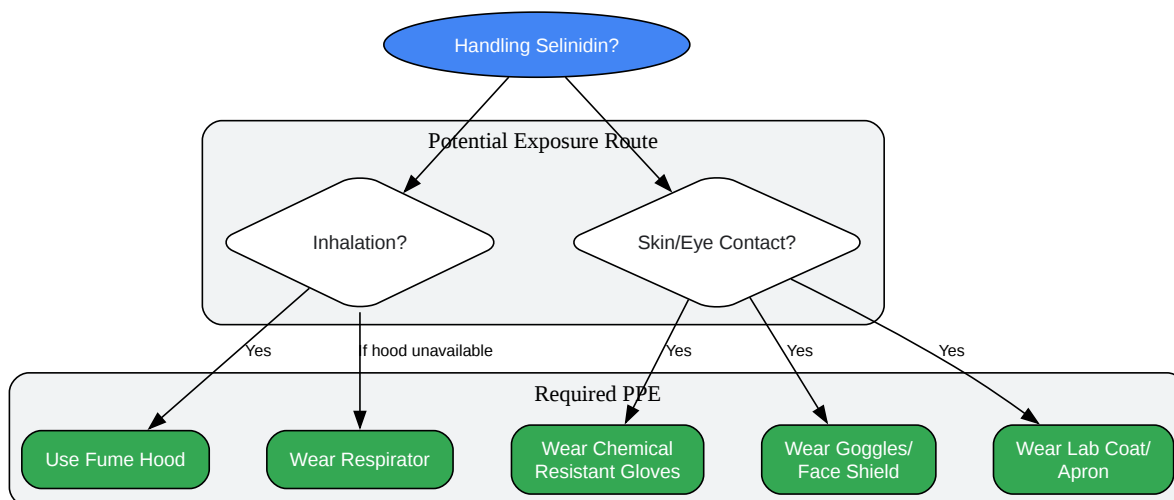 Handling Selinidin?
Potential Exposure Route
Inhalation?
Skin/Eye Contact?
Yes
If hood unavailable
Yes
Yes
Yes
Required PPE
Use Fume Hood
Wear Respirator
Wear Chemical
Resistant Gloves
Wear Goggles/
Face Shield
Wear Lab Coat/
Apron